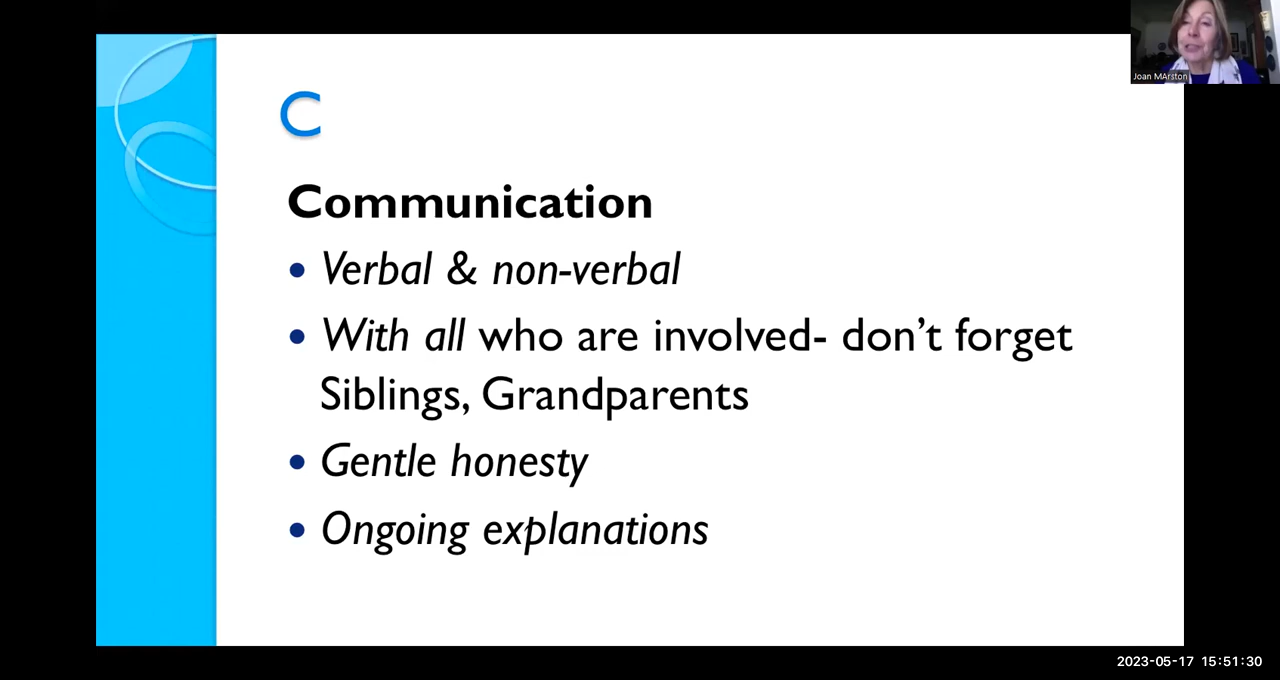 Joan MArston
C
Communication
• Verbal & non-verbal
• With all who are involved- don’t forget
Siblings, Grandparents
• Gentle honesty
• Ongoing explanations
2023-05-17 15:51:30